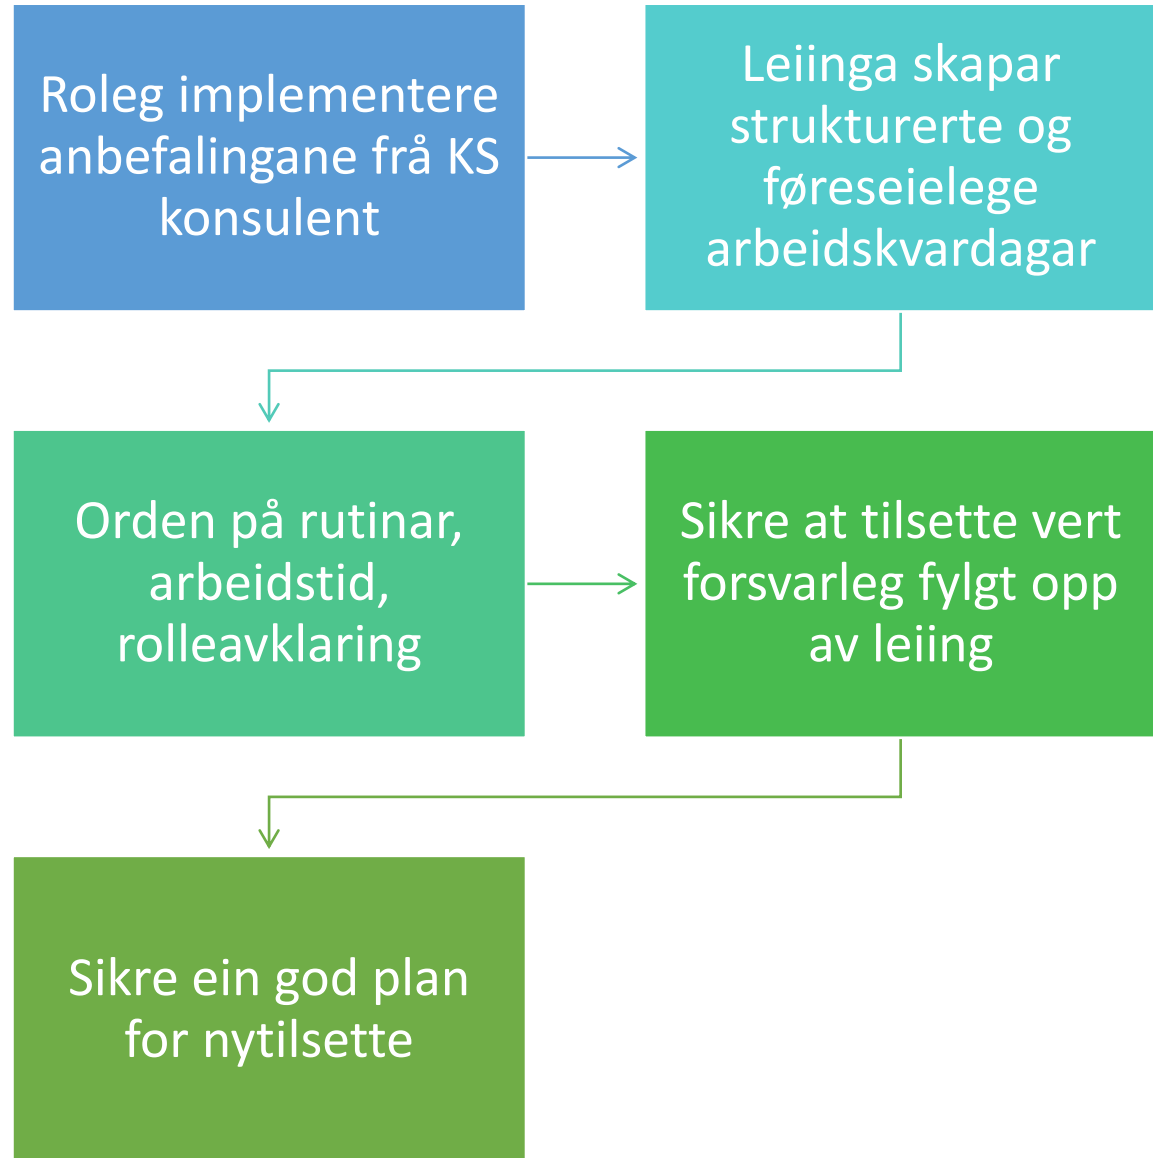 Roleg implementere
anbefalingane frå KS
konsulent
Leiinga skapar
strukturerte og
føreseielege
arbeidskvardagar
Orden på rutinar,
arbeidstid,
rolleavklaring
Sikre at tilsette vert
forsvarleg fylgt opp
av leiing
Sikre ein god plan
for nytilsette